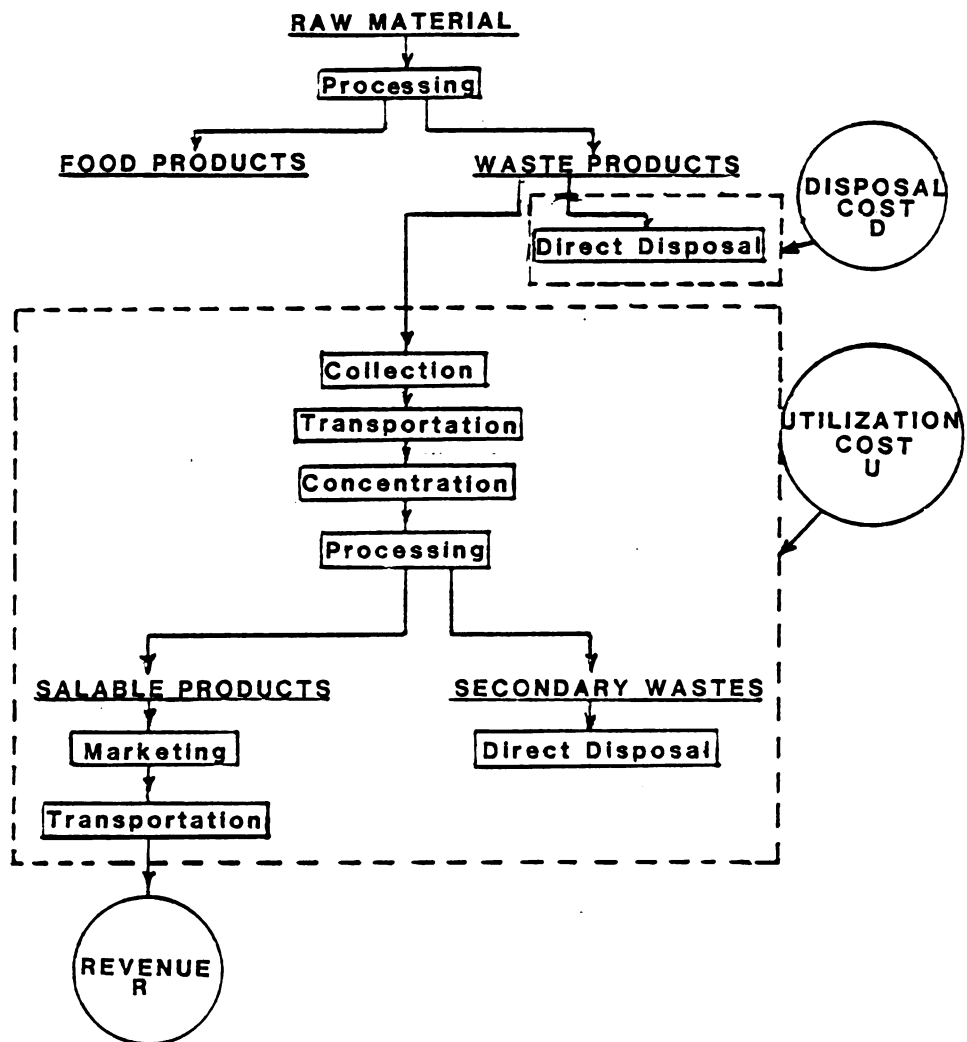 RAW MATERIAL
Processing
FOOD PRODUCTS
WASTE PRODUCTS
DISPOSAL
COST
D
Direct Disposal
Collection
Transportation
Concentration
Processing
UTILIZATION
COST
U
SALABLE PRODUCTS
SECONDARY WASTES
Marketing
Direct Disposal
Transportation
REVENUE
R